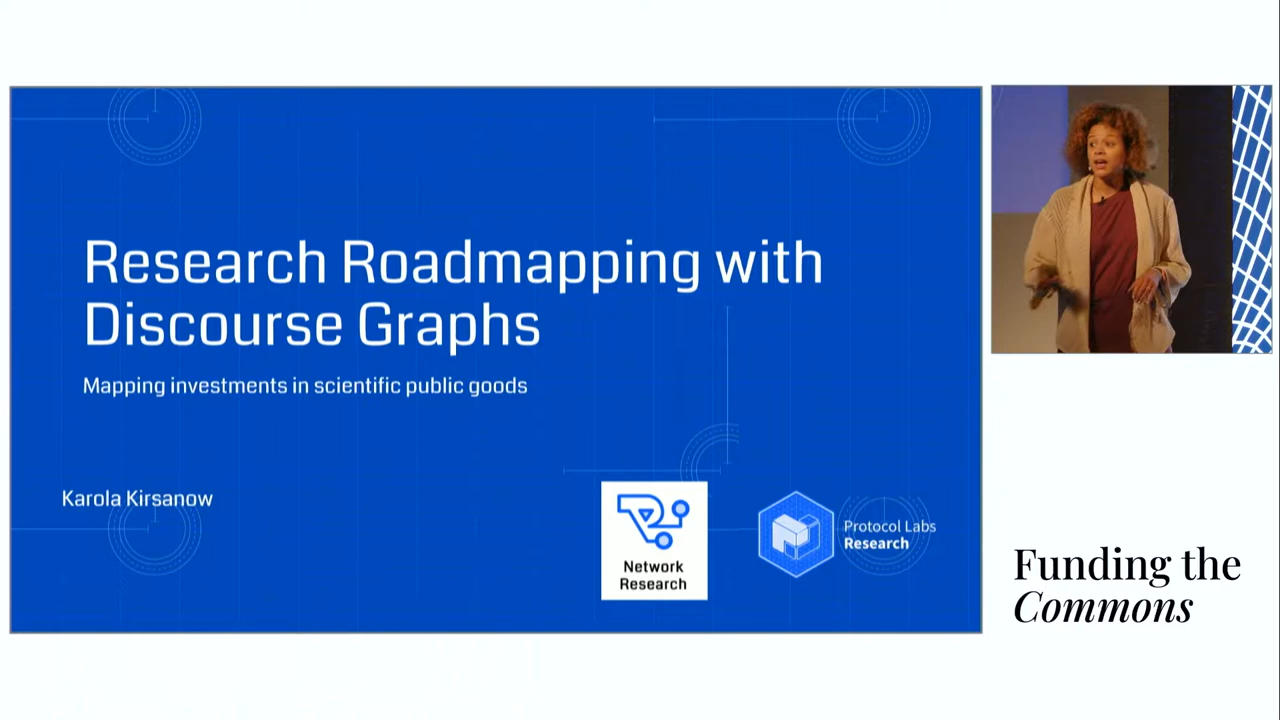 Research Roadmapping with
Discourse Graphs
Mapping investments in scientific public goods
Karola Kirsanow
Network
Research
Protocol Labs
Research
Funding the
Commons